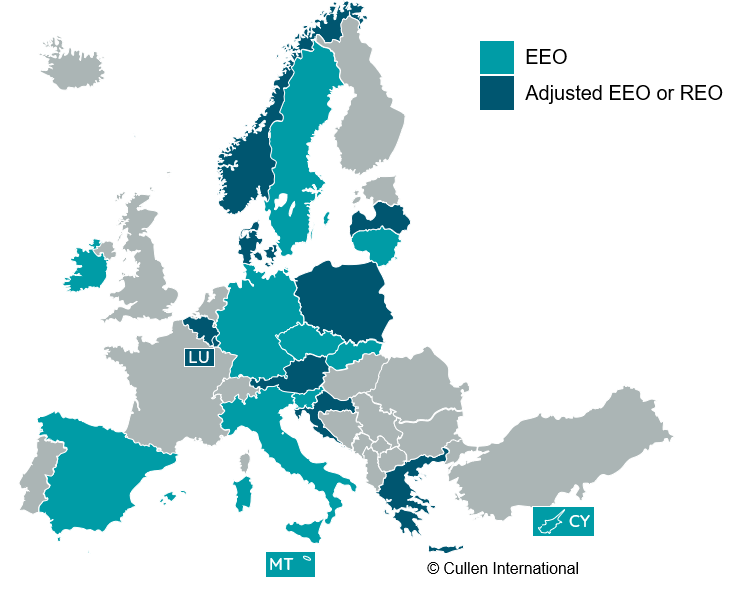 EEO
Adjusted EEO or REO
LU
CY
MT
© Cullen International